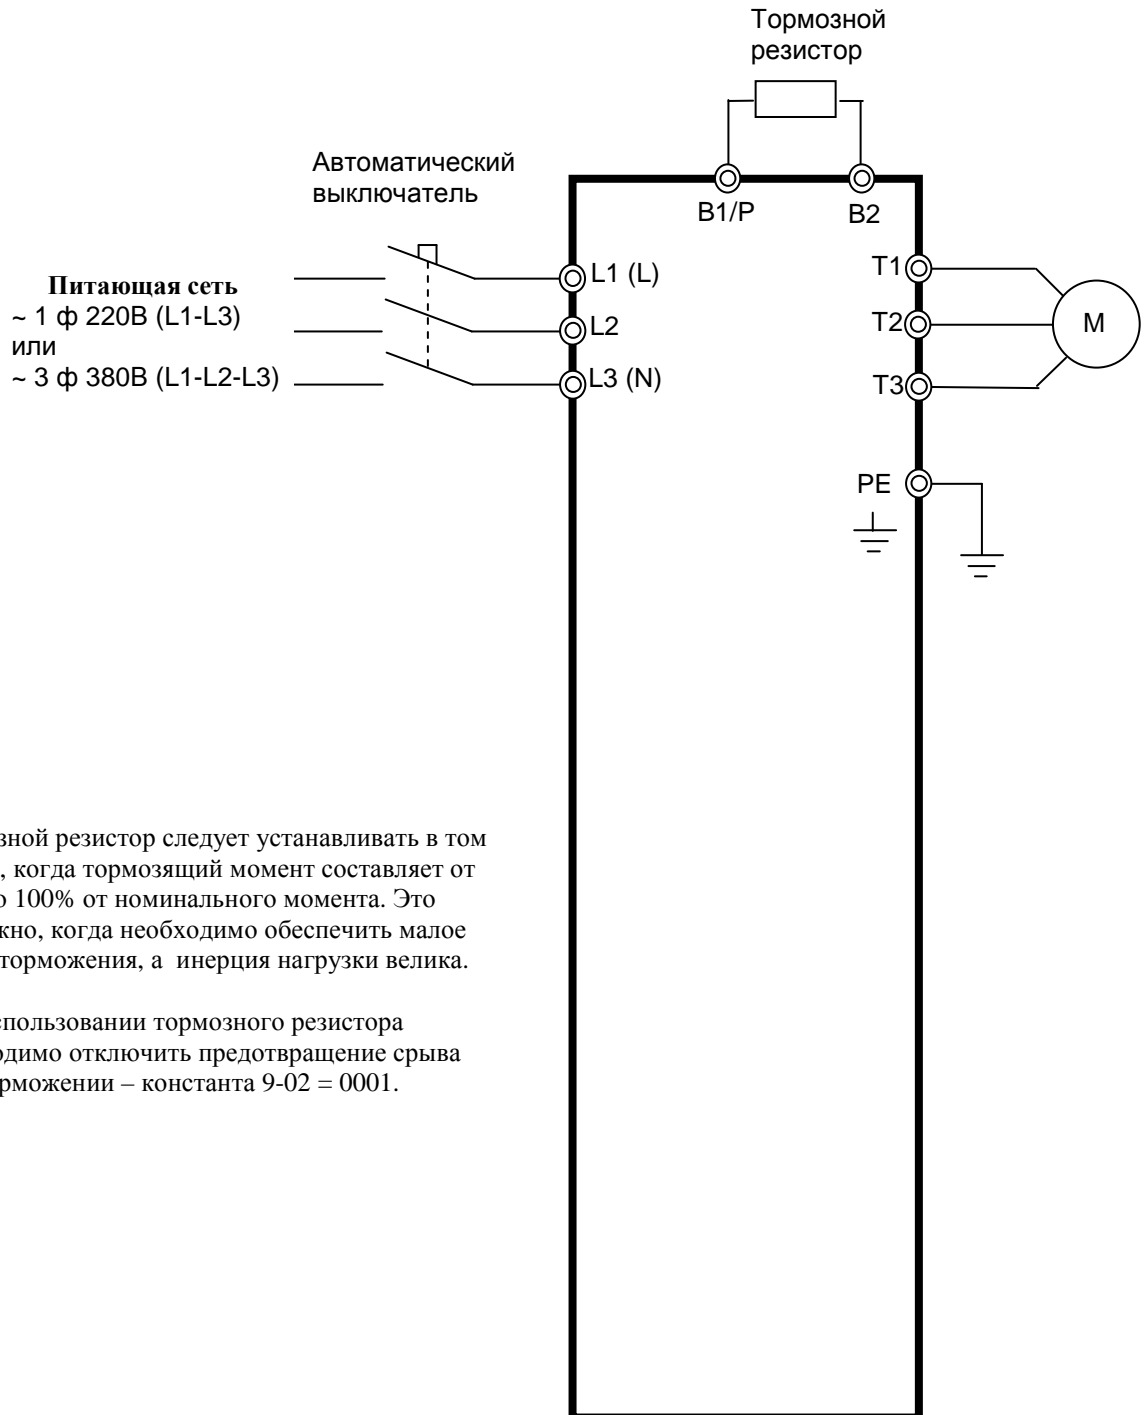 Тормозной
резистор
Автоматический
выключатель
B1/P
B2
L1 (L)
T1
Питающая сеть
~ 1 ф 220В (L1-L3)
L2
T2
M
или
~ 3 ф 380В (L1-L2-L3)
L3 (N)
T3
PE
зной резистор следует устанавливать в том
, когда тормозящий момент составляет от
о 100% от номинального момента. Это
жно, когда необходимо обеспечить малое
торможения, а инерция нагрузки велика.
спользовании тормозного резистора
одимо отключить предотвращение срыва
рможении – константа 9-02 = 0001.